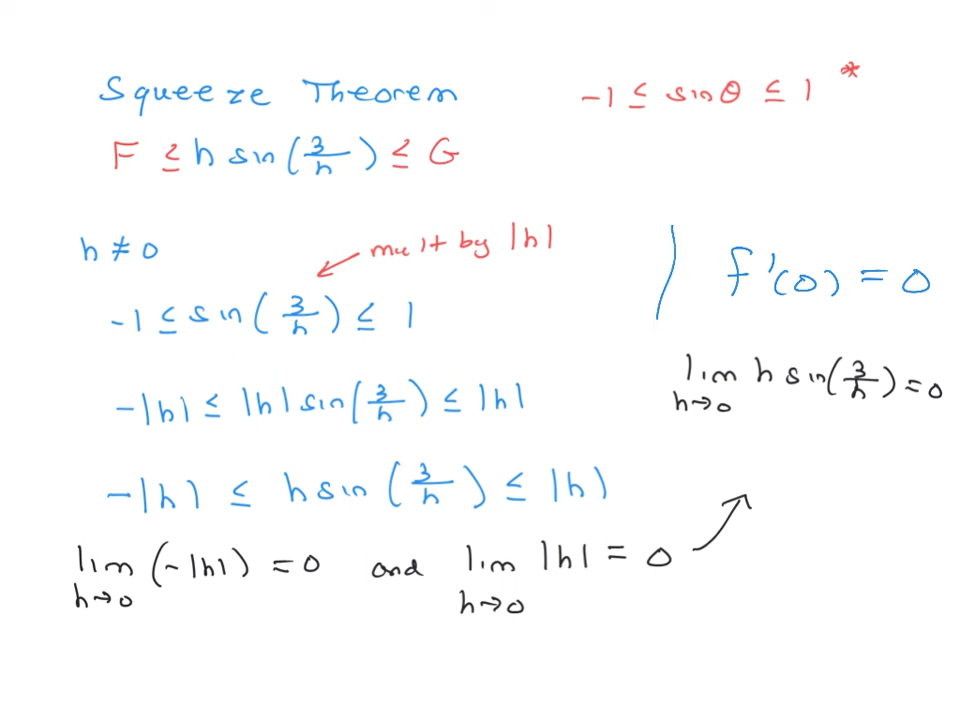 Squeeze Theorem
-1 ≤ sin θ ≤ 1 *
F ≤ h sin(3/h) ≤ G
h ≠ 0
mult by |h|
-1 ≤ sin(3/h) ≤ 1
-|h| ≤ |h| sin(3/h) ≤ |h|
-|h| ≤ h sin(3/h) ≤ |h|
lim (-|h|) = 0 and lim |h| = 0
h→0 h→0
f'(0) = 0
lim h sin(3/h) = 0
h→0